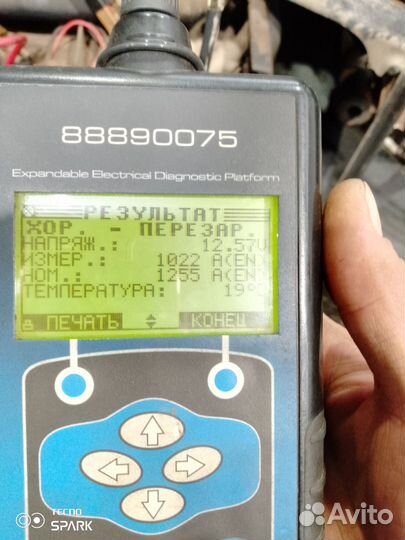 88890075
Expandable Electrical Diagnostic Platform
РЕЗУЛЬТАТ
ХОР. - ПЕРЕЗАР.
НАПРЯЖ.: 12.57V
ИЗМЕР.: 1022 A(EN)
НОМ.: 1255 A(EN)
ТЕМПЕРАТУРА: 19°
ПЕЧАТЬ КОНЕЦ
TECNO
SPARK
Avito